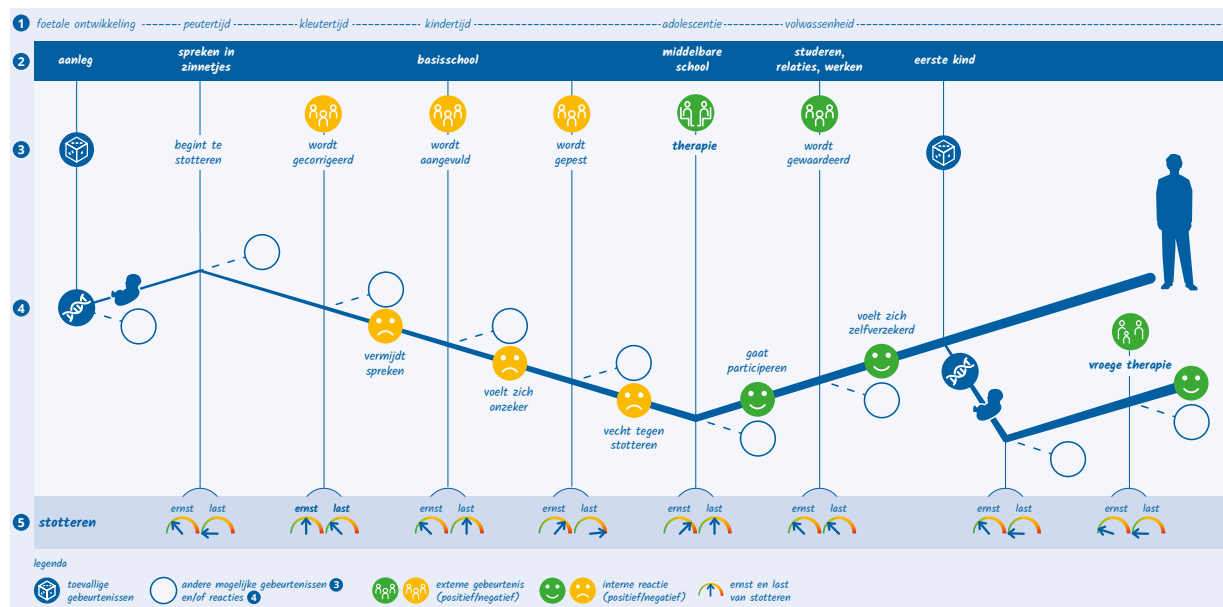 1 foetale ontwikkeling peutertijd kleutertijd kindertijd adolescentie volwassenheid
2 aanleg
spreken in
zinnetjes
basisschool
middelbare
school
studeren,
relaties, werken
eerste kind
3
begint te
stotteren
wordt
gecorrigeerd
wordt
aangevuld
wordt
gepest
therapie
wordt
gewaardeerd
4
vermijdt
spreken
voelt zich
onzeker
vecht tegen
stotteren
gaat
participeren
voelt zich
zelfverzekerd
vroege therapie
5 stotteren
ernst last
ernst last
ernst last
ernst last
ernst last
ernst last
ernst last
ernst last
legenda
toevallige
gebeurtenissen
andere mogelijke gebeurtenissen 3
en/of reacties 4
externe gebeurtenis
(positief/negatief)
interne reactie
(positief/negatief)
ernst en last
van stotteren